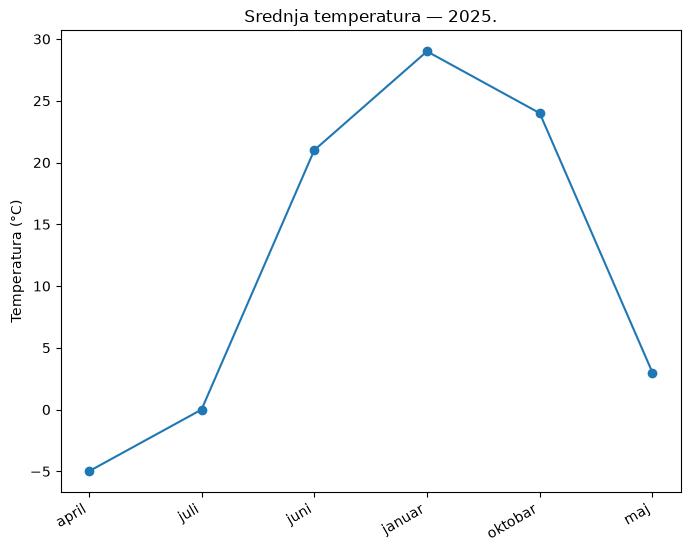 Srednja temperatura — 2025.
Temperatura (°C)
30
25
20
15
10
5
0
−5
april
juli
juni
januar
oktobar
maj